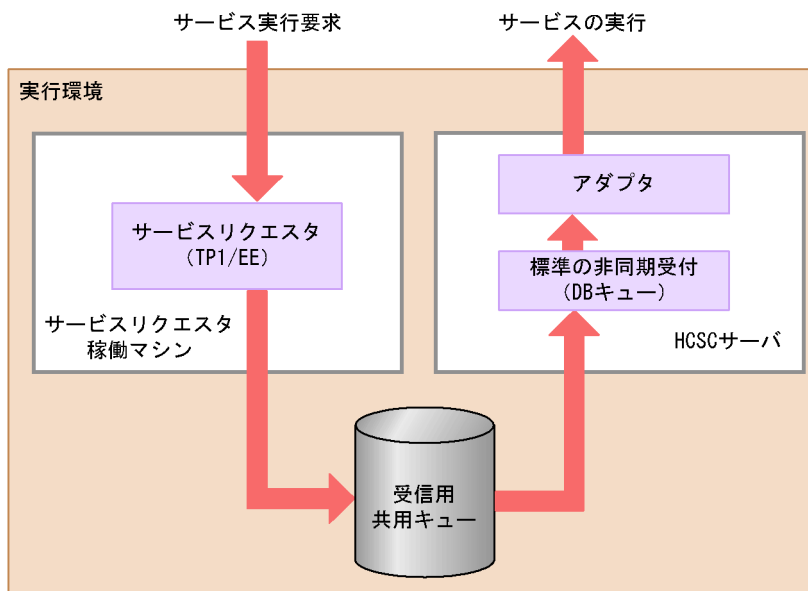 サービス実行要求
サービスの実行
実行環境
サービスリクエスタ
（TP1/EE）
サービスリクエスタ
稼働マシン
アダプタ
標準の非同期受付
（DBキュー）
HCSCサーバ
受信用
共用キュー